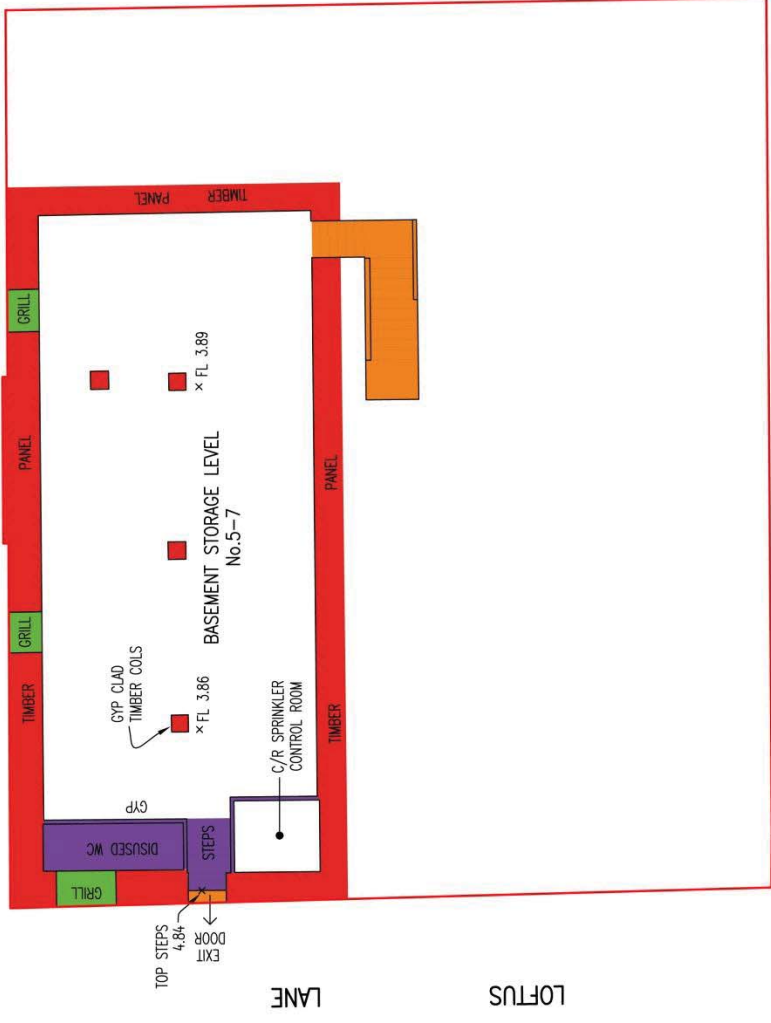 GRILL
PANEL
GRILL
TIMBER
TIMBER
PANEL
× FL 3.89
BASEMENT STORAGE LEVEL
No.5-7
PANEL
GYP CLAD
TIMBER COLS
× FL 3.86
C/R SPRINKLER
CONTROL ROOM
TIMBER
GYP
DISUSED WC
STEPS
GRILL
TOP STEPS
4.84
×
EXIT
DOOR
LOFTUS
LANE